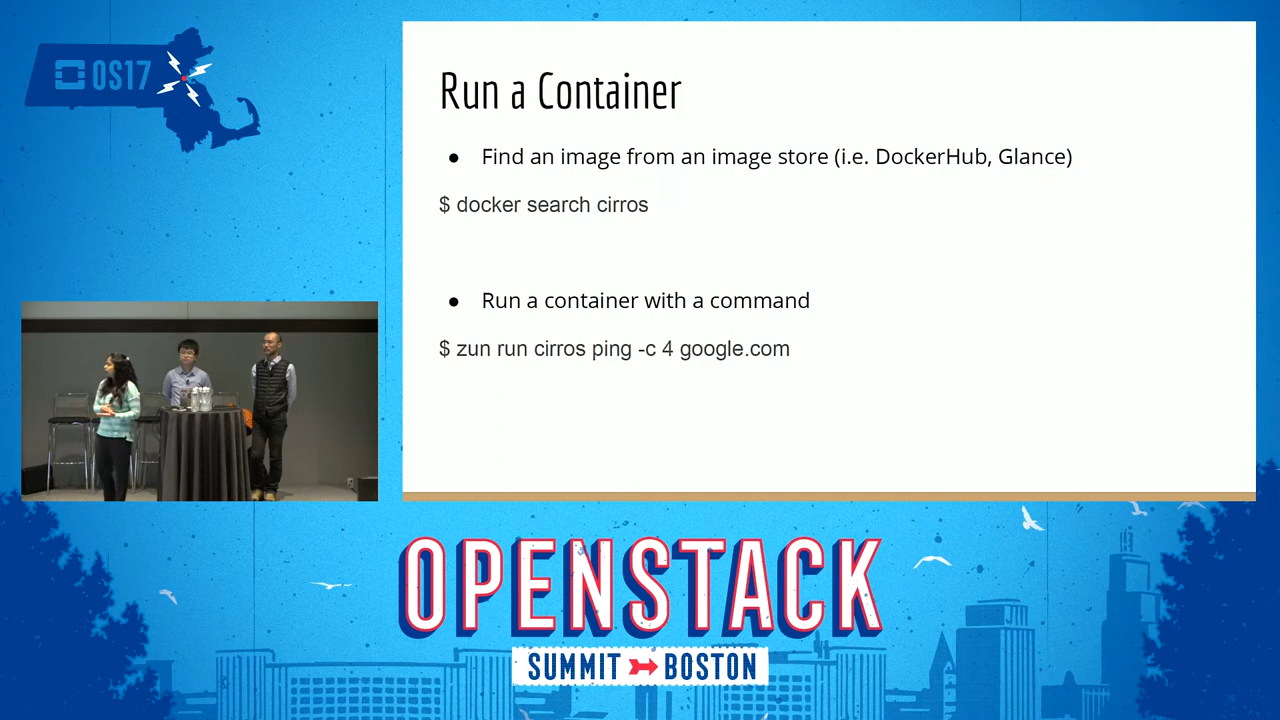 OS17
Run a Container
● Find an image from an image store (i.e. DockerHub, Glance)
$ docker search cirros
● Run a container with a command
$ zun run cirros ping -c 4 google.com
OPENSTACK
SUMMIT BOSTON